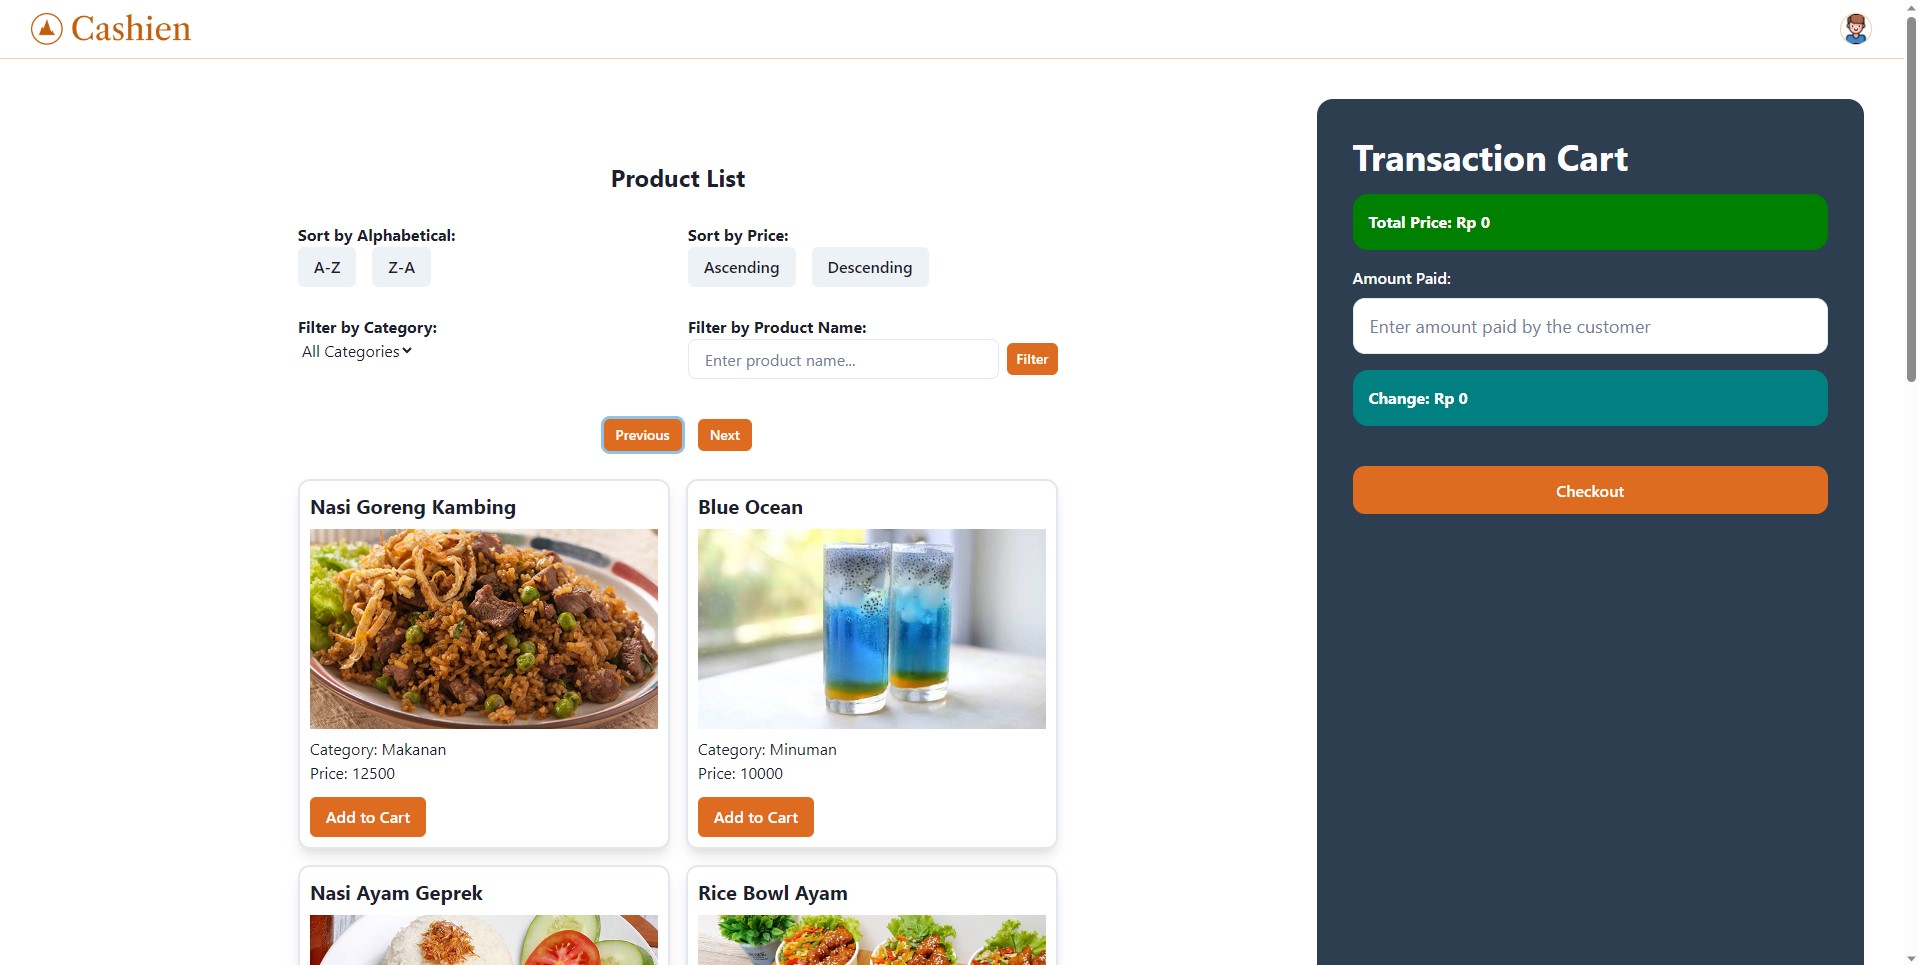 Cashien
Product List
Sort by Alphabetical:
A-Z Z-A
Sort by Price:
Ascending Descending
Filter by Category:
All Categories
Filter by Product Name:
Enter product name... Filter
Previous Next
Nasi Goreng Kambing
Category: Makanan
Price: 12500
Add to Cart
Blue Ocean
Category: Minuman
Price: 10000
Add to Cart
Nasi Ayam Geprek
Rice Bowl Ayam
Transaction Cart
Total Price: Rp 0
Amount Paid:
Enter amount paid by the customer
Change: Rp 0
Checkout